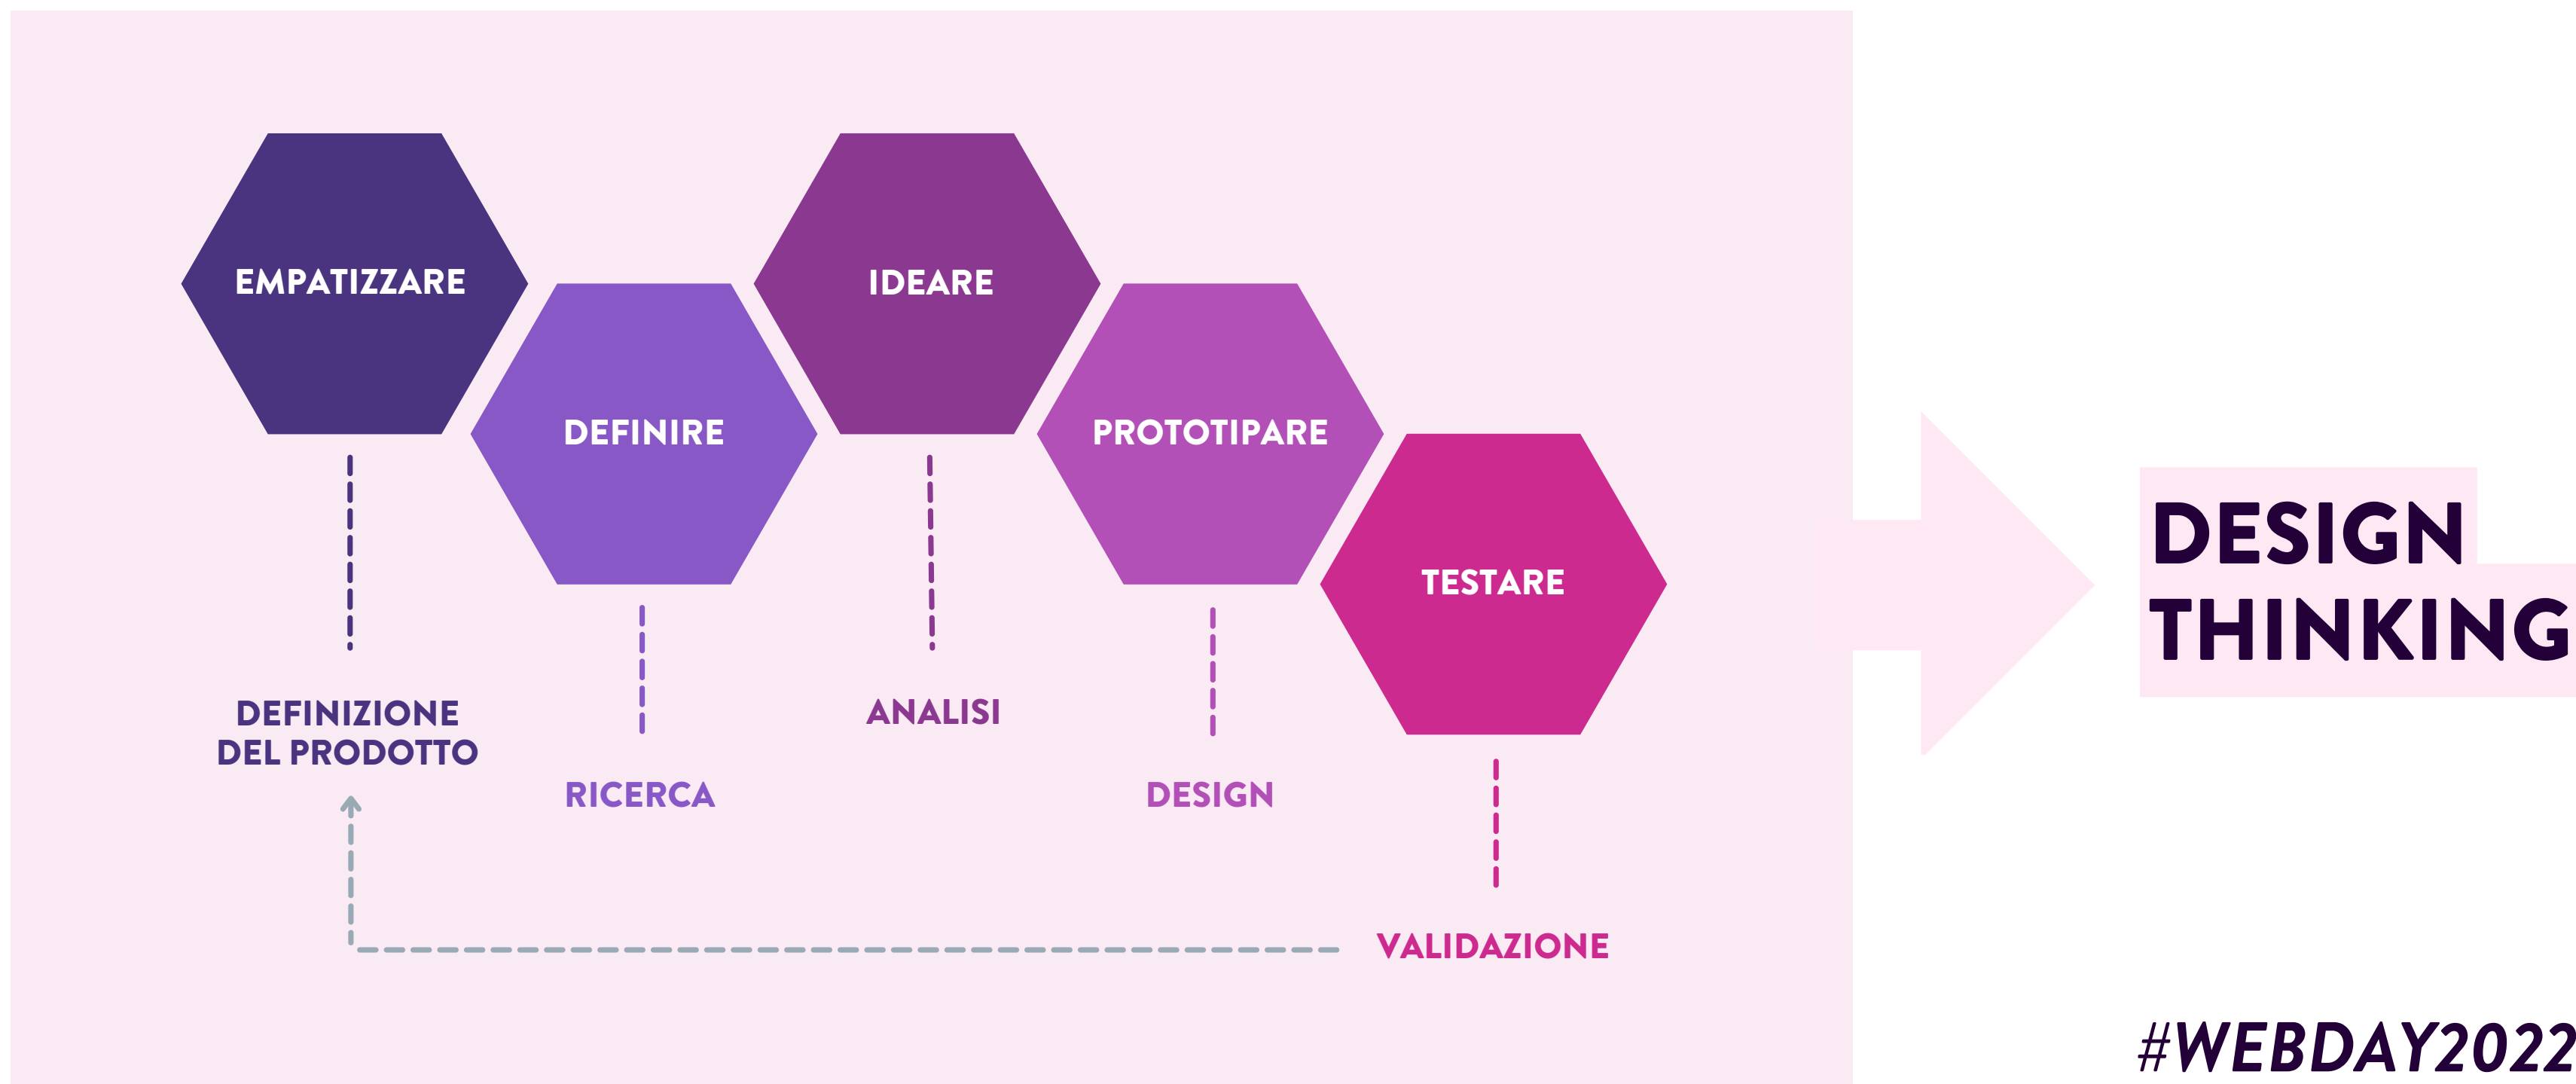 EMPATIZZARE
DEFINIRE
IDEARE
PROTOTIPARE
TESTARE
DEFINIZIONE
DEL PRODOTTO
RICERCA
ANALISI
DESIGN
VALIDAZIONE
DESIGN
THINKING
#WEBDAY2022